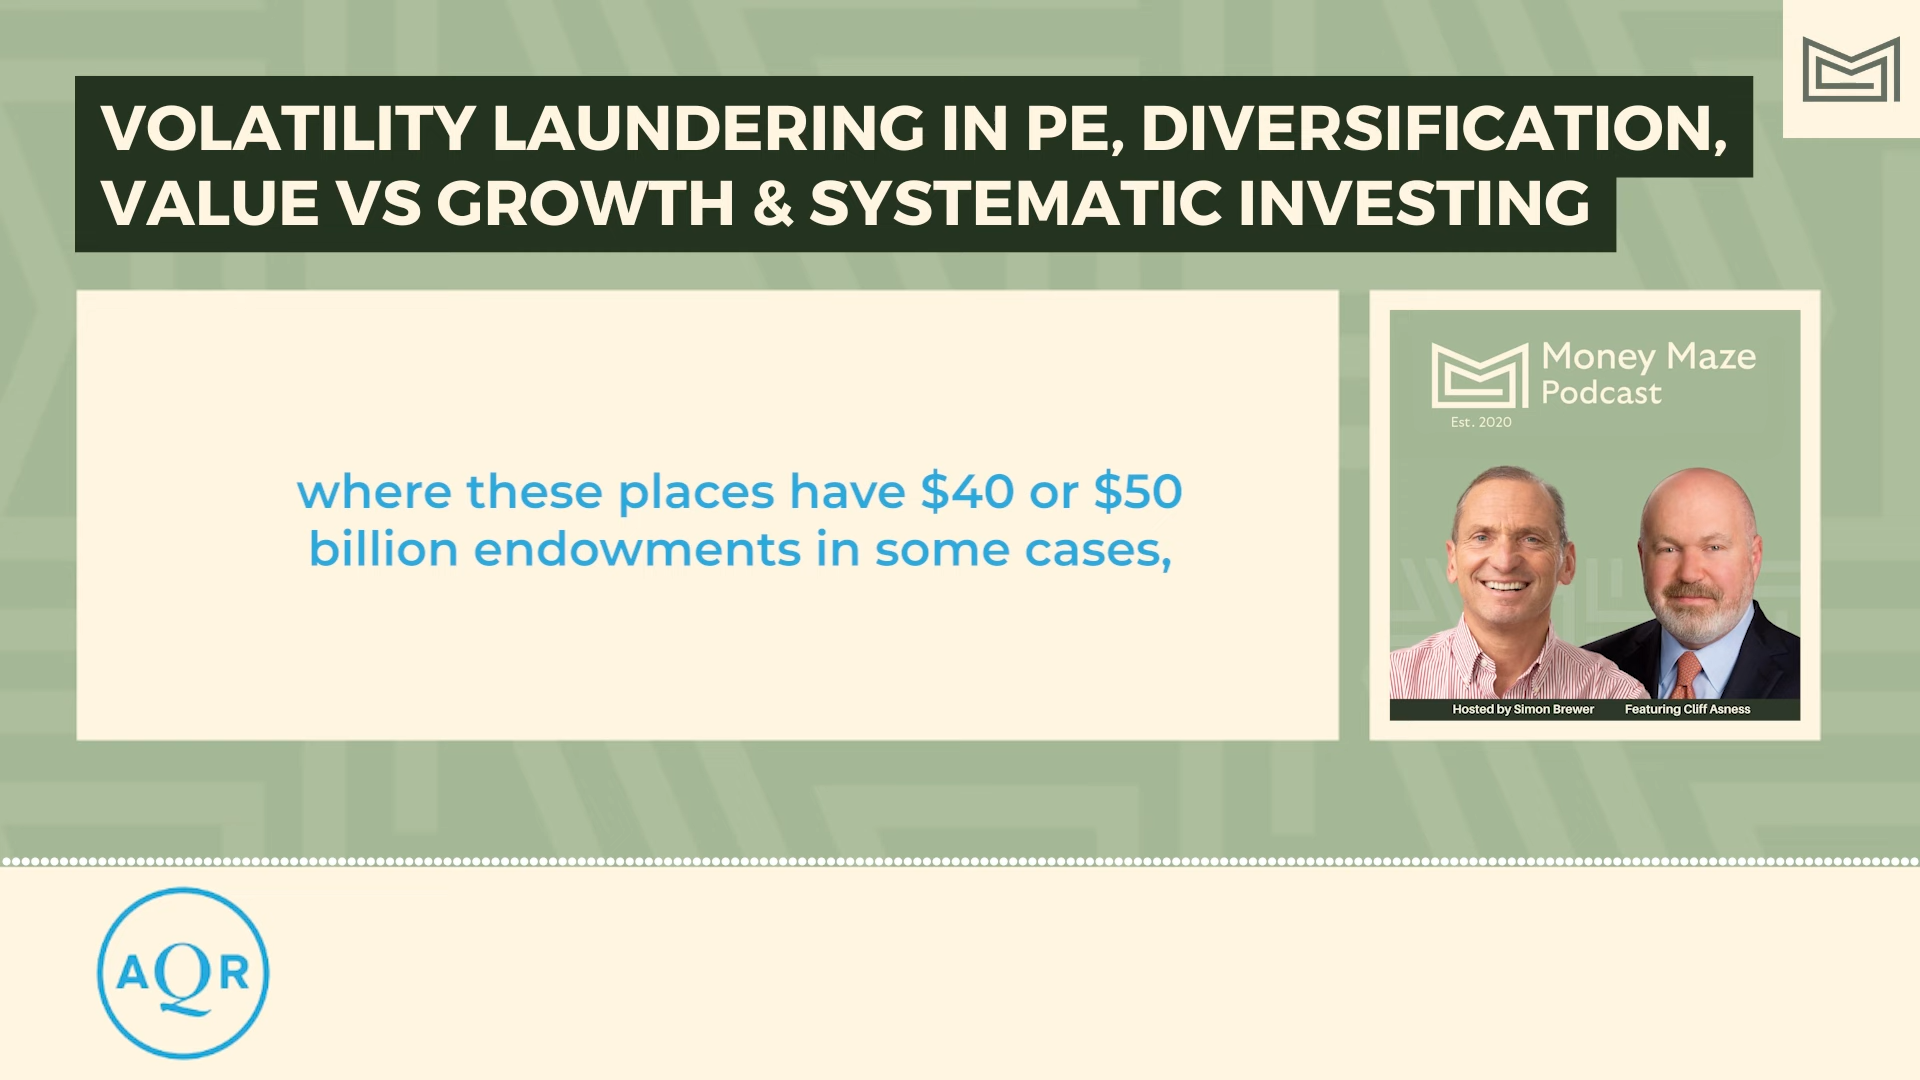 VOLATILITY LAUNDERING IN PE, DIVERSIFICATION,
VALUE VS GROWTH & SYSTEMATIC INVESTING
where these places have $40 or $50
billion endowments in some cases,
Money Maze
Podcast
Est. 2020
Hosted by Simon Brewer
Featuring Cliff Asness
AQR